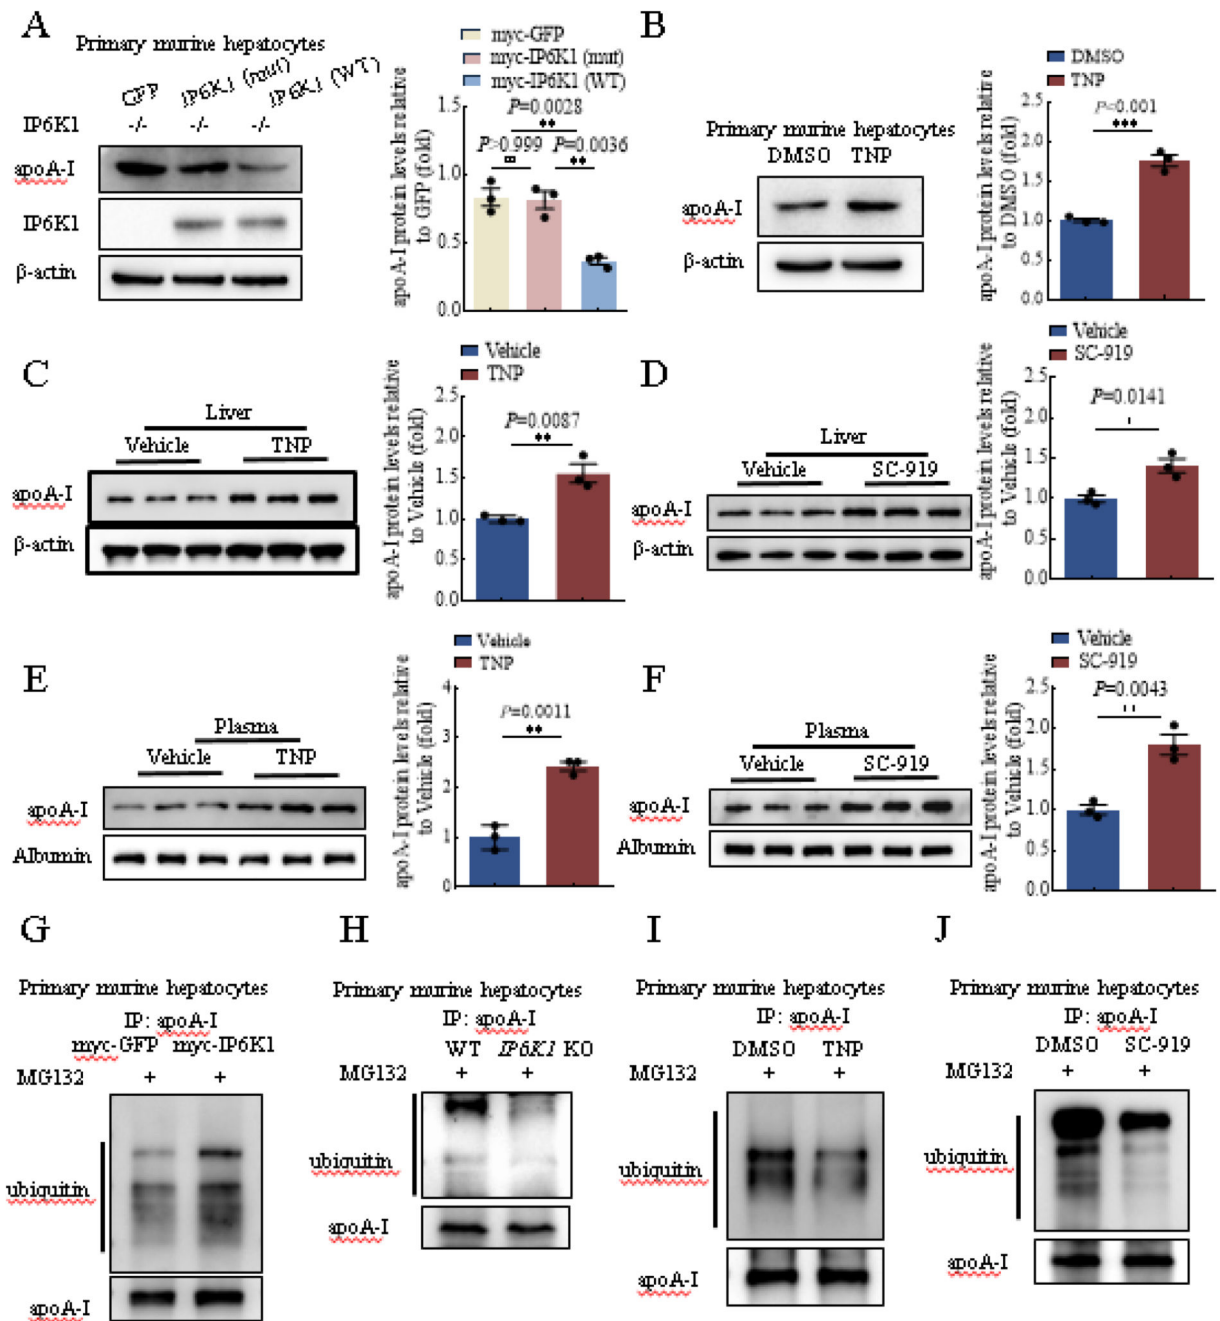 A
Primary murine hepatocytes
GFP IP6K1 (mut) IP6K1 (WT)
IP6K1 -/- -/- -/-
apoA-I
IP6K1
β-actin
myc-GFP
myc-IP6K1 (mut)
myc-IP6K1 (WT)
apoA-I protein levels relative
to GFP (fold)
1.5
1.0
0.5
0.0
P=0.0028
**
P>0.999 P=0.0036
**
B
Primary murine hepatocytes
DMSO TNP
apoA-I
β-actin
DMSO
TNP
apoA-I protein levels relative
to DMSO (fold)
2.5
2.0
1.5
1.0
0.5
0.0
P<0.001
***
C
Liver
Vehicle TNP
apoA-I
β-actin
Vehicle
TNP
apoA-I protein levels relative
to Vehicle (fold)
2.5
2.0
1.5
1.0
0.5
0.0
P=0.0087
**
D
Liver
Vehicle SC-919
apoA-I
β-actin
Vehicle
SC-919
apoA-I protein levels relative
to Vehicle (fold)
2.5
2.0
1.5
1.0
0.5
0.0
P=0.0141
E
Plasma
Vehicle TNP
apoA-I
Albumin
Vehicle
TNP
apoA-I protein levels relative
to Vehicle (fold)
4
3
2
1
0
P=0.0011
**
F
Plasma
Vehicle SC-919
apoA-I
Albumin
Vehicle
SC-919
apoA-I protein levels relative
to Vehicle (fold)
2.5
2.0
1.5
1.0
0.5
0.0
P=0.0043
G
Primary murine hepatocytes
IP: apoA-I
myc-GFP myc-IP6K1
MG132 + +
ubiquitin
apoA-I
H
Primary murine hepatocytes
IP: apoA-I
WT IP6K1 KO
MG132 + +
ubiquitin
apoA-I
I
Primary murine hepatocytes
IP: apoA-I
DMSO TNP
MG132 + +
ubiquitin
apoA-I
J
Primary murine hepatocytes
IP: apoA-I
DMSO SC-919
MG132 + +
ubiquitin
apoA-I